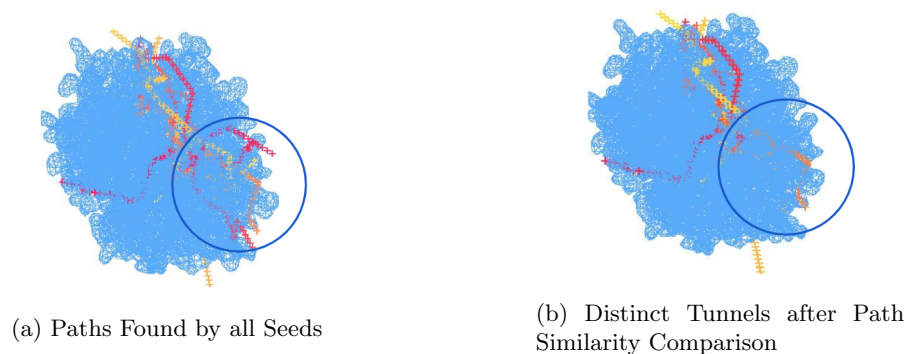 (a) Paths Found by all Seeds
(b) Distinct Tunnels after Path
Similarity Comparison